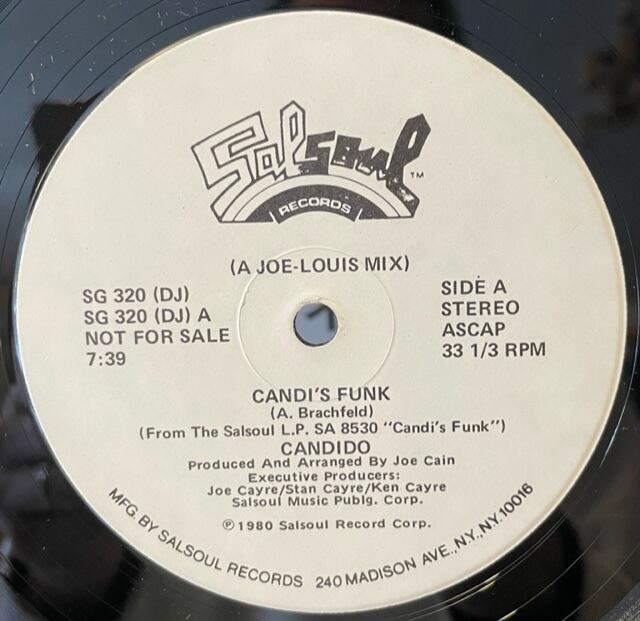 Salsoul
TM
RECORDS
(A JOE-LOUIS MIX)
SG 320 (DJ)
SG 320 (DJ) A
NOT FOR SALE
7:39
SIDE A
STEREO
ASCAP
33 1/3 RPM
CANDI'S FUNK
(A. Brachfeld)
(From The Salsoul L.P. SA 8530 "Candi's Funk")
CANDIDO
Produced And Arranged By Joe Cain
Executive Producers:
Joe Cayre/Stan Cayre/Ken Cayre
Salsoul Music Publg. Corp.
℗1980 Salsoul Record Corp.
MFG. BY SALSOUL RECORDS 240 MADISON AVE.,N.Y.,N.Y.10016